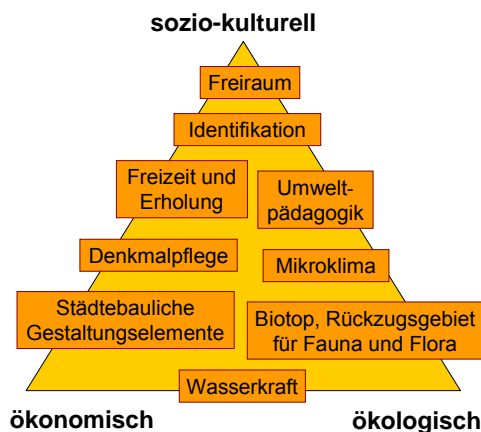 sozio-kulturell
Freiraum
Identifikation
Freizeit und
Erholung
Umwelt-
pädagogik
Denkmalpflege
Mikroklima
Städtebauliche
Gestaltungselemente
Biotop, Rückzugsgebiet
für Fauna und Flora
Wasserkraft
ökonomisch
ökologisch